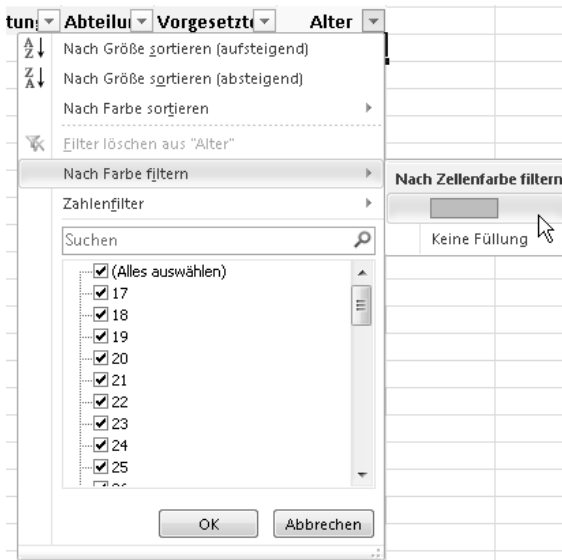 tung Abteilu Vorgesetzte Alter
Nach Größe sortieren (aufsteigend)
Nach Größe sortieren (absteigend)
Nach Farbe sortieren
Filter löschen aus "Alter"
Nach Farbe filtern
Zahlenfilter
Nach Zellenfarbe filtern
Keine Füllung
Suchen
(Alles auswählen)
17
18
19
20
21
22
23
24
25
OK Abbrechen